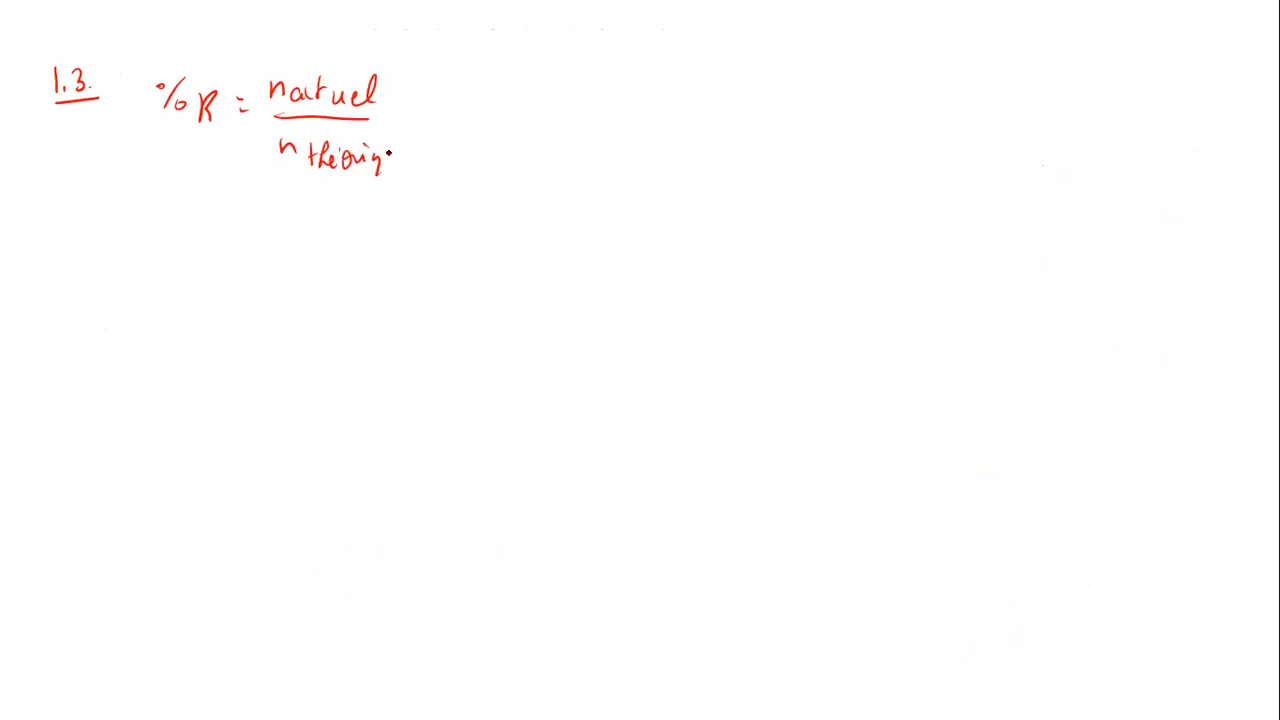 1.3. %R = nactuel
n théoriq